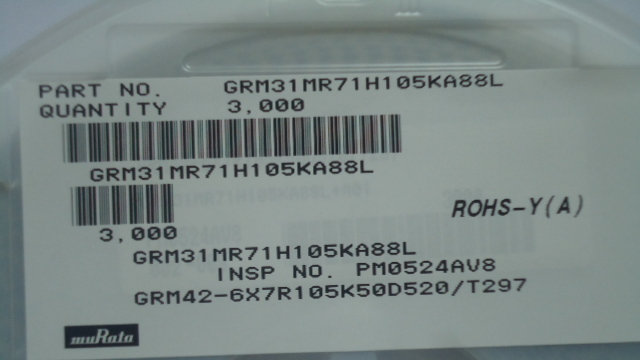 PART NO. GRM31MR71H105KA88L
QUANTITY 3,000
GRM31MR71H105KA88L
3,000
ROHS-Y(A)
GRM31MR71H105KA88L
INSP NO. PM0524AV8
GRM42-6X7R105K50D520/T297
muRata